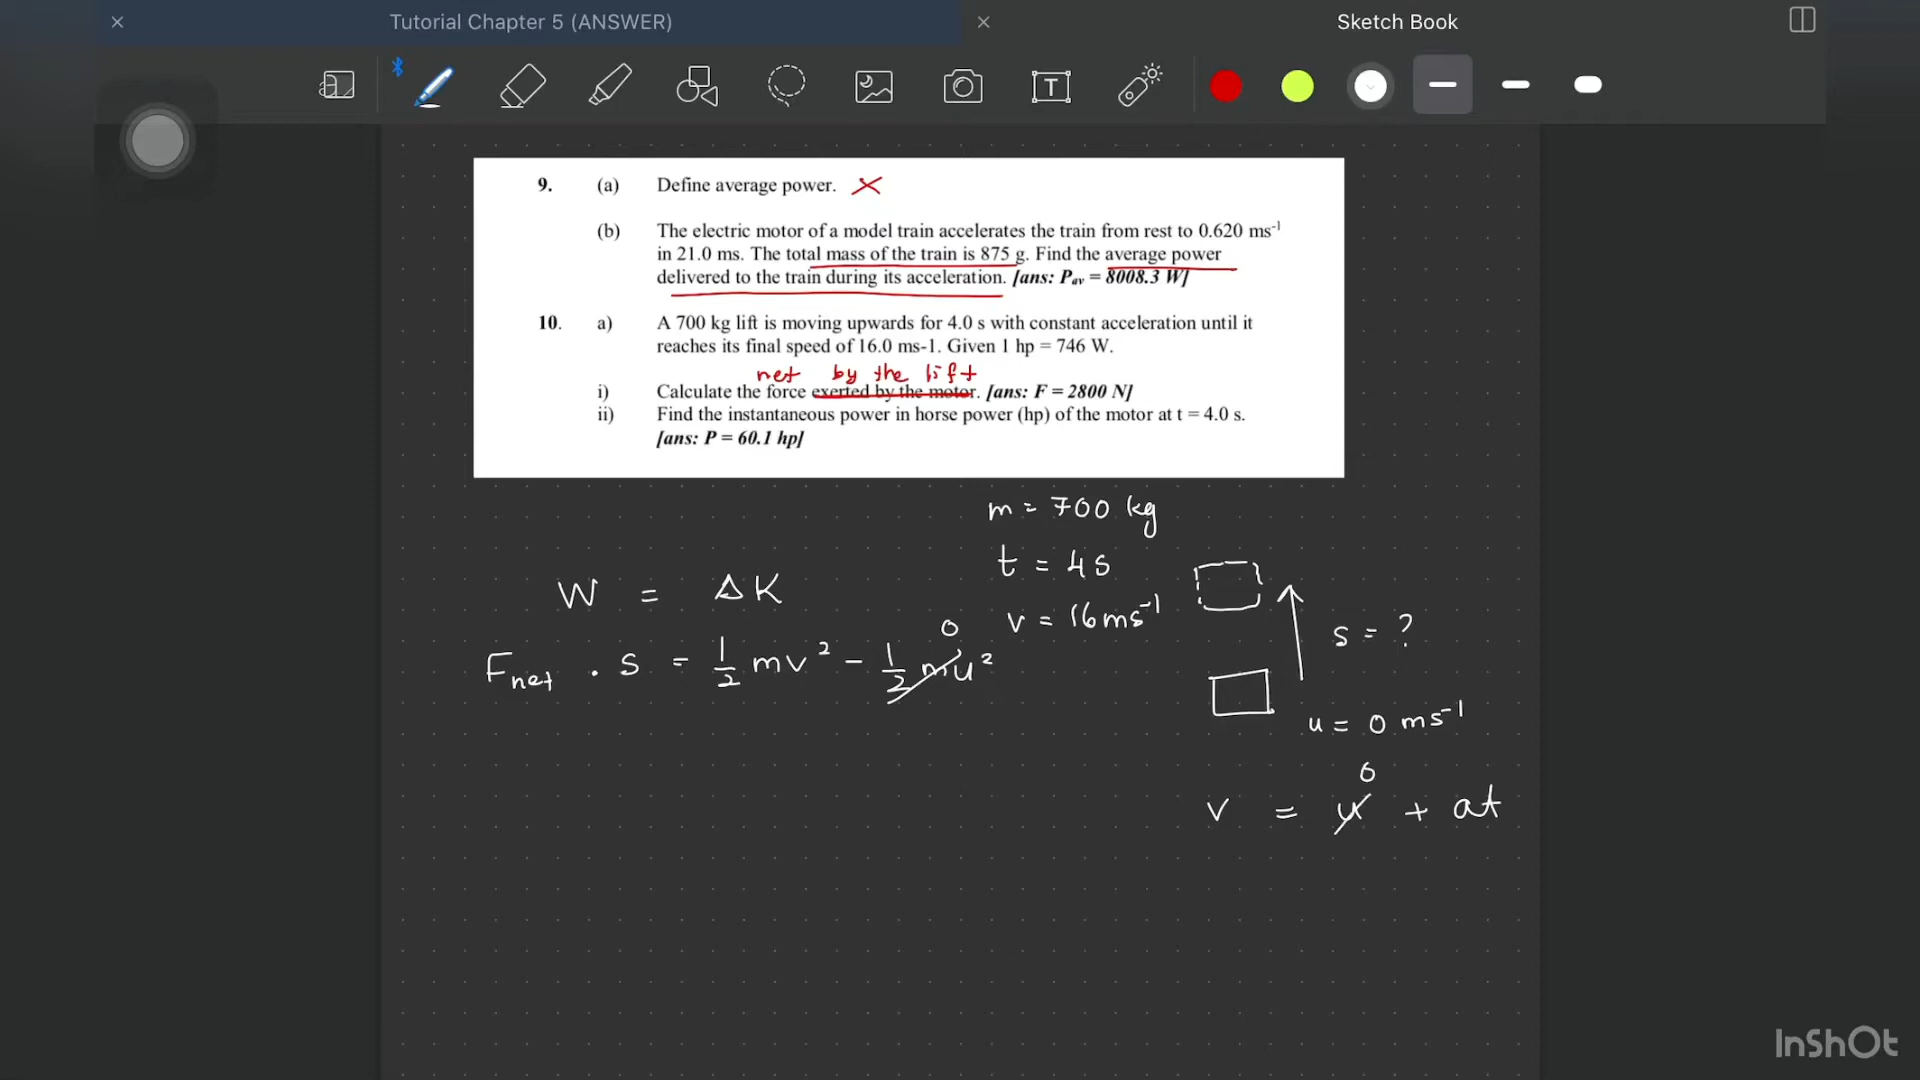 Tutorial Chapter 5 (ANSWER)
Sketch Book
T
9. (a) Define average power. X
(b) The electric motor of a model train accelerates the train from rest to 0.620 ms⁻¹
in 21.0 ms. The total mass of the train is 875 g. Find the average power
delivered to the train during its acceleration. [ans: Pav = 8008.3 W]
10. a) A 700 kg lift is moving upwards for 4.0 s with constant acceleration until it
reaches its final speed of 16.0 ms-1. Given 1 hp = 746 W.
net by the lift
i) Calculate the force exerted by the motor. [ans: F = 2800 N]
ii) Find the instantaneous power in horse power (hp) of the motor at t = 4.0 s.
[ans: P = 60.1 hp]
m = 700 kg
t = 4s
v = 16ms⁻¹
W = ΔK
0
Fnet . s = 1/2 mv² - 1/2 mu²
s = ?
u = 0 ms⁻¹
0
v = u + at
InShOt